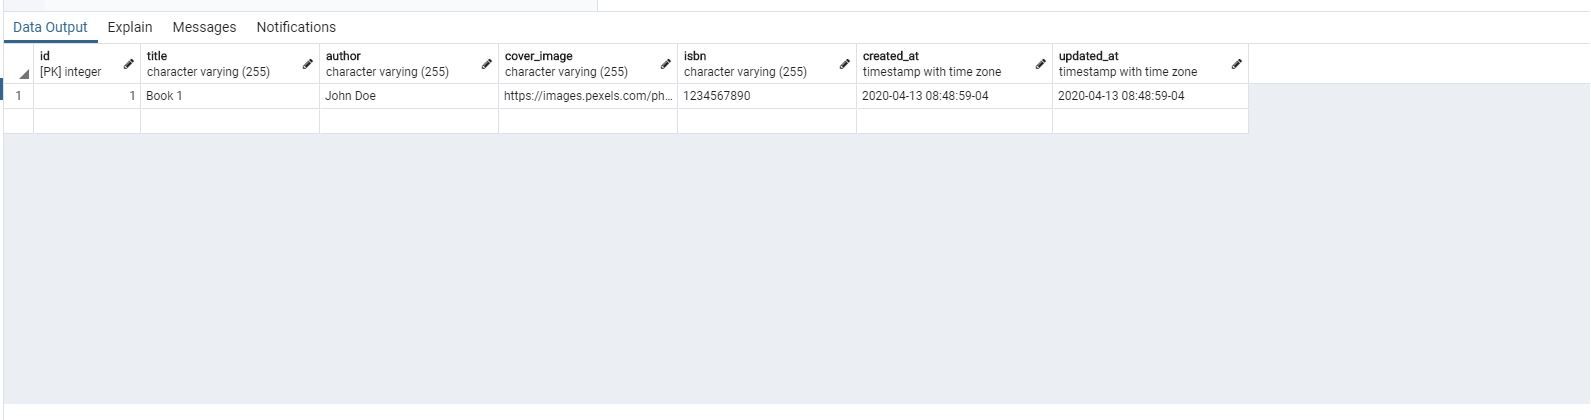 Data Output Explain Messages Notifications
id title author cover_image isbn created_at updated_at
[PK] integer character varying (255) character varying (255) character varying (255) character varying (255) timestamp with time zone timestamp with time zone
1 1 Book 1 John Doe https://images.pexels.com/ph... 1234567890 2020-04-13 08:48:59-04 2020-04-13 08:48:59-04